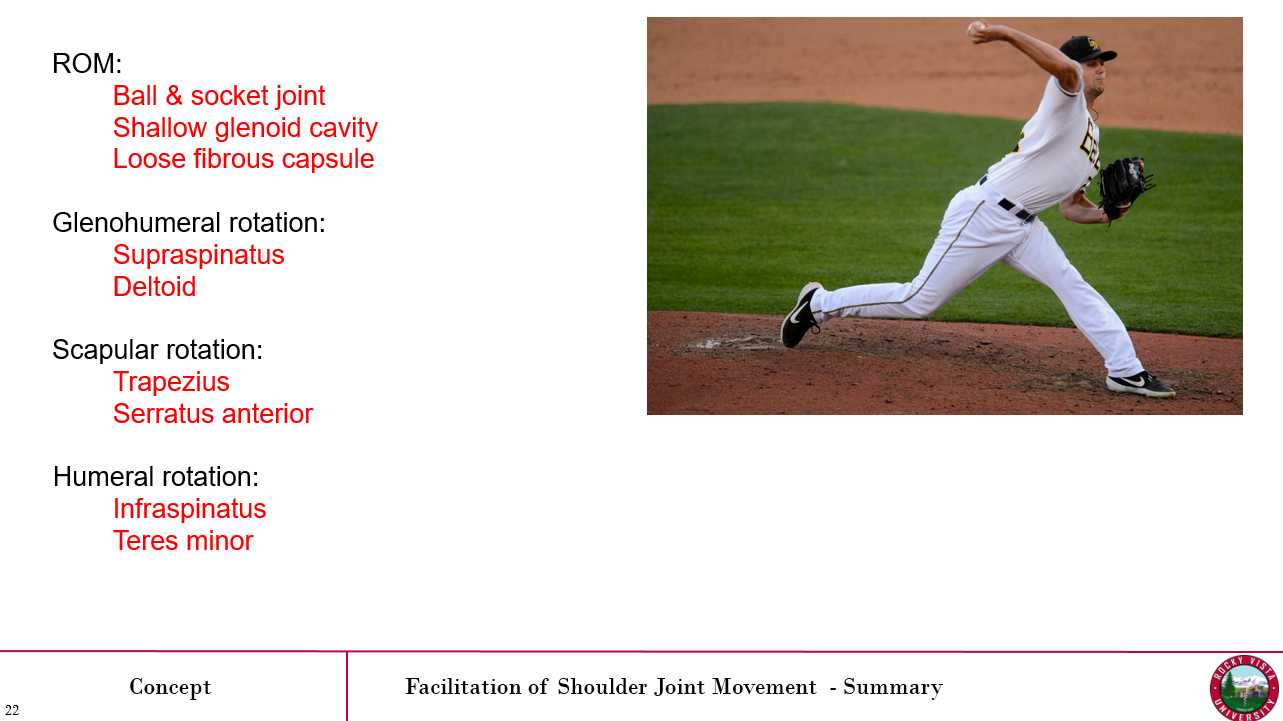 ROM:
Ball & socket joint
Shallow glenoid cavity
Loose fibrous capsule
Glenohumeral rotation:
Supraspinatus
Deltoid
Scapular rotation:
Trapezius
Serratus anterior
Humeral rotation:
Infraspinatus
Teres minor
Concept
Facilitation of Shoulder Joint Movement - Summary
22
ROCKY VISTA
UNIVERSITY